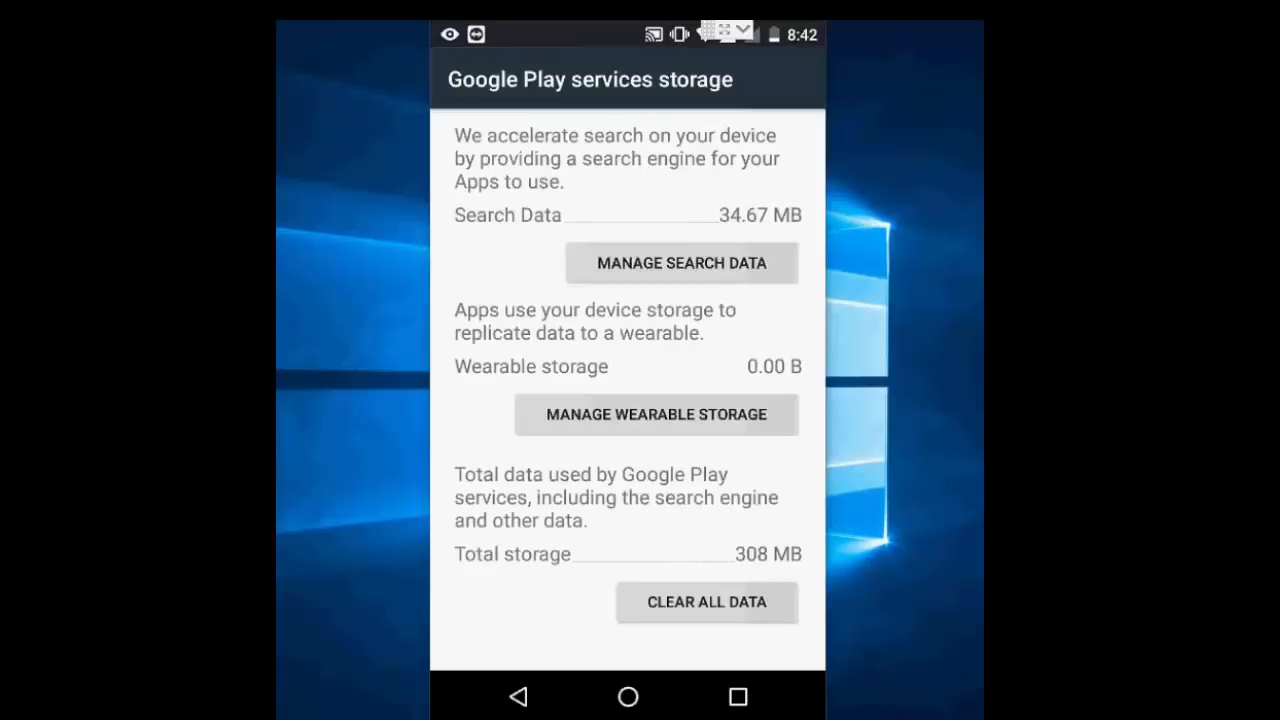 8:42
Google Play services storage
We accelerate search on your device
by providing a search engine for your
Apps to use.
Search Data 34.67 MB
MANAGE SEARCH DATA
Apps use your device storage to
replicate data to a wearable.
Wearable storage 0.00 B
MANAGE WEARABLE STORAGE
Total data used by Google Play
services, including the search engine
and other data.
Total storage 308 MB
CLEAR ALL DATA